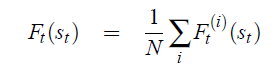 F_t(s_t) = \frac{1}{N} \sum_i F_t^{(i)}(s_t)